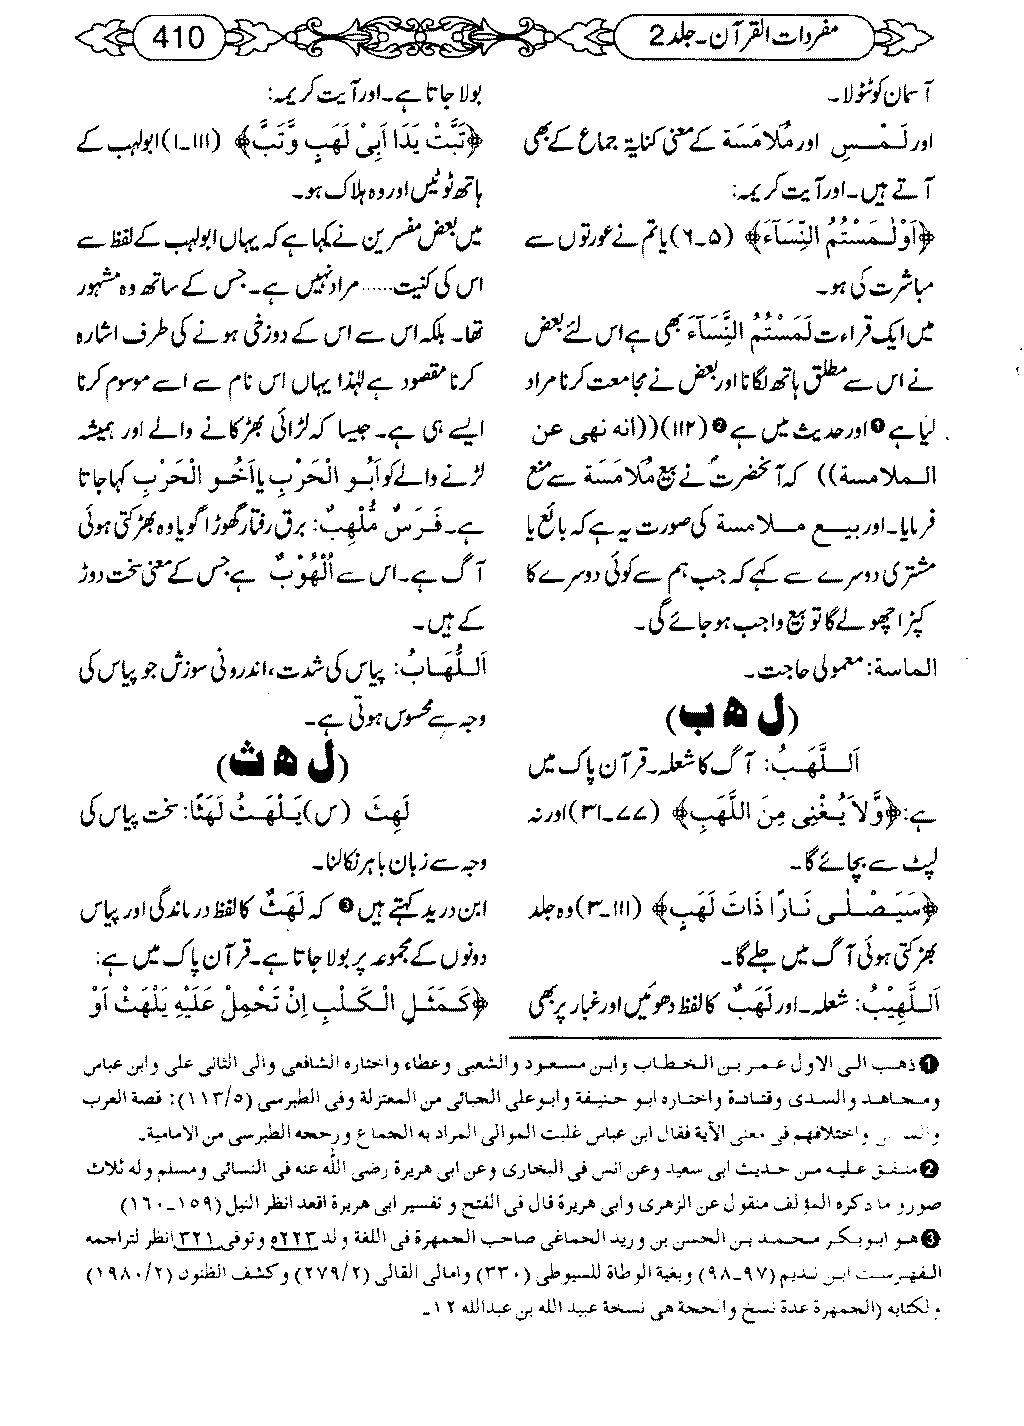 مفردات القرآن۔جلد 2
410
آسمان کو ٹٹولا۔
اور لَمْسِ اور مُلَامَسَة کے معنی کنایۃً جماع کے بھی
آتے ہیں۔اور آیت کریمہ:
﴿اَوْلٰمَسْتُمُ النِّسَآءَ﴾ (۵۔۶) یا تم نے عورتوں سے
مباشرت کی ہو۔
میں ایک قراءت لَمَسْتُمُ النِّسَآءَ بھی ہے اس لئے بعض
نے اس سے مطلق ہاتھ لگانا اور بعض نے مجامعت کرنا مراد
لیا ہے ❶ اور حدیث میں ہے ❷ (۱۱۲) ((انه نهى عن
الملامسة)) کہ آنحضرتؐ نے بیع مُلَامَسَة سے منع
فرمایا۔اور بیع ملامسة کی صورت یہ ہے کہ بائع یا
مشتری دوسرے سے کہے کہ جب ہم سے کوئی دوسرے کا
کپڑا چھولے گا تو بیع واجب ہوجائے گی۔
الماسة: معمولی حاجت۔
(ل ھ ب)
اَللَّهَبُ: آگ کا شعلہ۔قرآن پاک میں
ہے: ﴿وَّلَا يُغْنِى مِنَ اللَّهَبِ﴾ (۷۷۔۳۱) اور نہ
لپٹ سے بچائے گا۔
﴿سَيَصْلٰى نَارًا ذَاتَ لَهَبٍ﴾ (۱۱۱۔۳) وہ جلد
بھڑکتی ہوئی آگ میں جلے گا۔
اَللَّهِيْبُ: شعلہ۔اور لَهَبٌ کا لفظ دھوئیں اور غبار پر بھی
بولا جاتا ہے۔اور آیت کریمہ:
﴿تَبَّتْ يَدَا اَبِىْ لَهَبٍ وَّتَبَّ﴾ (۱۱۱۔۱) ابولہب کے
ہاتھ ٹوٹیں اور وہ ہلاک ہو۔
میں بعض مفسرین نے کہا ہے کہ یہاں ابولہب کے لفظ سے
اس کی کنیت...... مراد نہیں ہے۔جس کے ساتھ وہ مشہور
تھا۔ بلکہ اس سے اس کے دوزخی ہونے کی طرف اشارہ
کرنا مقصود ہے لہٰذا یہاں اس نام سے اسے موسوم کرنا
ایسے ہی ہے۔ جیسا کہ لڑائی بھڑکانے والے اور ہمیشہ
لڑنے والے کو اَبُو الْحَرْبِ یا اَخُو الْحَرْبِ کہا جاتا
ہے۔ فَرَسٌ مُلْهِبٌ: برق رفتار گھوڑا گویا وہ بھڑکتی ہوئی
آگ ہے۔اس سے اُلْهُوْبٌ ہے جس کے معنی سخت دوڑ
کے ہیں۔
اَللُّهَابُ: پیاس کی شدت، اندرونی سوزش جو پیاس کی
وجہ سے محسوس ہوتی ہے۔
(ل ھ ث)
لَهِثَ (س) يَلْهَثُ لَهَثًا: سخت پیاس کی
وجہ سے زبان باہر نکالنا۔
ابن درید کہتے ہیں ❸ کہ لَهَثٌ کا لفظ درماندگی اور پیاس
دونوں کے مجموعہ پر بولا جاتا ہے۔قرآن پاک میں ہے:
﴿كَمَثَلِ الْكَلْبِ اِنْ تَحْمِلْ عَلَيْهِ يَلْهَثْ اَوْ
❶ ذهب الى الاول عمر بن الخطاب وابن مسعود والشعبى وعطاء واختاره الشافعى والى الثانى على وابن عباس
ومجاهد والسدى وقتادة واختاره ابو حنيفة وابوعلى الجبائى من المعتزلة وفى الطبرسى (۱۱۳/۵): قصة العرب
واختلافهم فى معنى الآية فقال ابن عباس غلبت الموالى المراد به الجماع ورجحه الطبرسى من الامامية۔
❷ متفق عليه من حديث ابى سعيد وعن انس فى البخارى وعن ابى هريرة رضى الله عنه فى النسائى ومسلم وله ثلاث
صور وما ذكره المؤلف منقول عن الزهرى وابى هريرة قال فى الفتح و تفسير ابى هريرة اقعد انظر النيل (۱۵۹۔۱۶۰)
❸ هو ابوبكر محمد بن الحسن بن وريد الحماغى صاحب الجمهرة فى اللغة ولد ۲۲۳ه وتوفى ۳۲۱ انظر لتراجمه
الفهرست ابن نديم (۹۷۔۹۸) وبغية الوطاة للسيوطى (۳۳۰) وامالى القالى (۲۷۹/۲) وكشف الظنون (۱۹۸۰/۲)
لكتابه (الجمهرة عدة نسخ والحجة هى نسخة عبيد الله بن عبدالله ۱۲۔